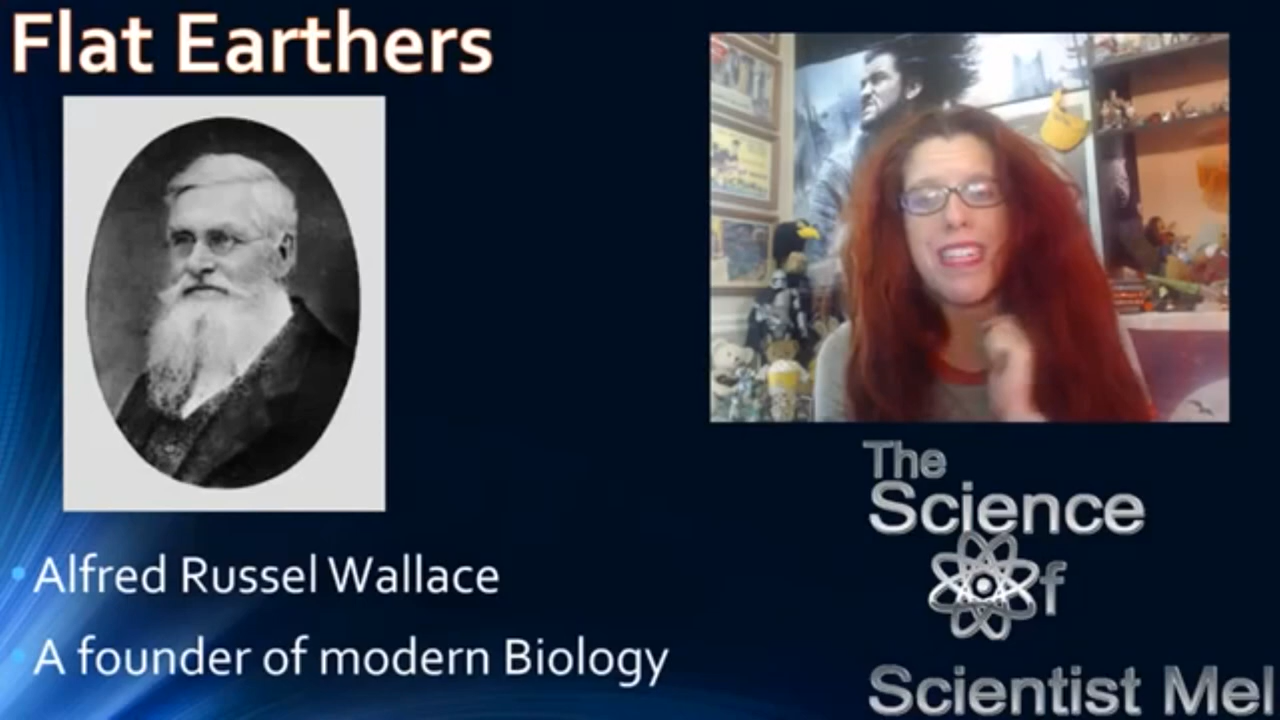 Flat Earthers
Alfred Russel Wallace
A founder of modern Biology
The
Science
Of
Scientist Mel